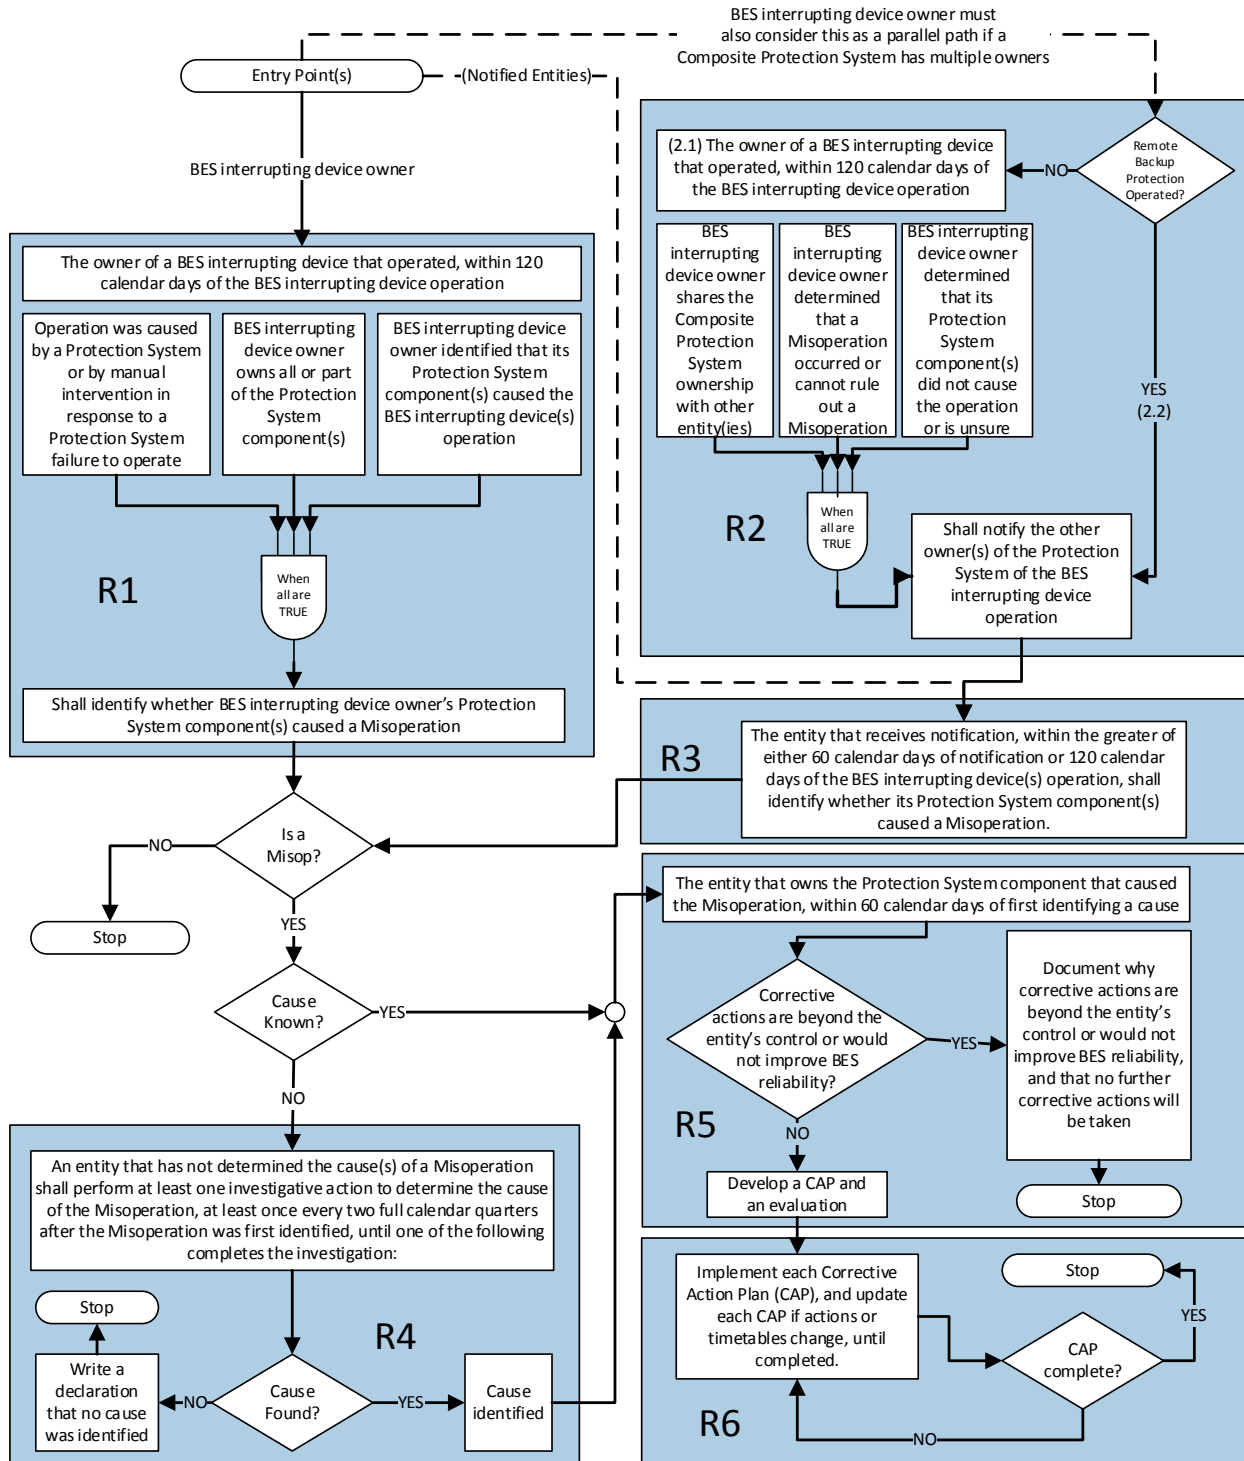 BES interrupting device owner must
also consider this as a parallel path if a
Composite Protection System has multiple owners
Entry Point(s)
(Notified Entities)
BES interrupting device owner
The owner of a BES interrupting device that operated, within 120
calendar days of the BES interrupting device operation
Operation was caused
by a Protection System
or by manual
intervention in
response to a
Protection System
failure to operate
BES interrupting
device owner
owns all or part
of the Protection
System
component(s)
BES interrupting device
owner identified that its
Protection System
component(s) caused the
BES interrupting device(s)
operation
When
all are
TRUE
R1
Shall identify whether BES interrupting device owner's Protection
System component(s) caused a Misoperation
Remote
Backup
Protection
Operated?
NO
(2.1) The owner of a BES interrupting device
that operated, within 120 calendar days of
the BES interrupting device operation
BES
interrupting
device owner
shares the
Composite
Protection
System
ownership
with other
entity(ies)
BES
interrupting
device owner
determined
that a
Misoperation
occurred or
cannot rule
out a
Misoperation
BES interrupting
device owner
determined
that its
Protection
System
component(s)
did not cause
the operation
or is unsure
YES
(2.2)
When
all are
TRUE
R2
Shall notify the other
owner(s) of the Protection
System of the BES
interrupting device
operation
R3
The entity that receives notification, within the greater of
either 60 calendar days of notification or 120 calendar
days of the BES interrupting device(s) operation, shall
identify whether its Protection System component(s)
caused a Misoperation.
Is a
Misop?
NO
Stop
YES
Cause
Known?
YES
NO
An entity that has not determined the cause(s) of a Misoperation
shall perform at least one investigative action to determine the cause
of the Misoperation, at least once every two full calendar quarters
after the Misoperation was first identified, until one of the following
completes the investigation:
Stop
R4
Write a
declaration
that no cause
was identified
NO
Cause
Found?
YES
Cause
identified
The entity that owns the Protection System component that caused
the Misoperation, within 60 calendar days of first identifying a cause
Corrective
actions are beyond the
entity's control or would
not improve BES
reliability?
YES
Document why
corrective actions are
beyond the entity's
control or would not
improve BES reliability,
and that no further
corrective actions will
be taken
R5
NO
Develop a CAP and
an evaluation
Stop
Implement each Corrective
Action Plan (CAP), and update
each CAP if actions or
timetables change, until
completed.
Stop
YES
CAP
complete?
R6
NO